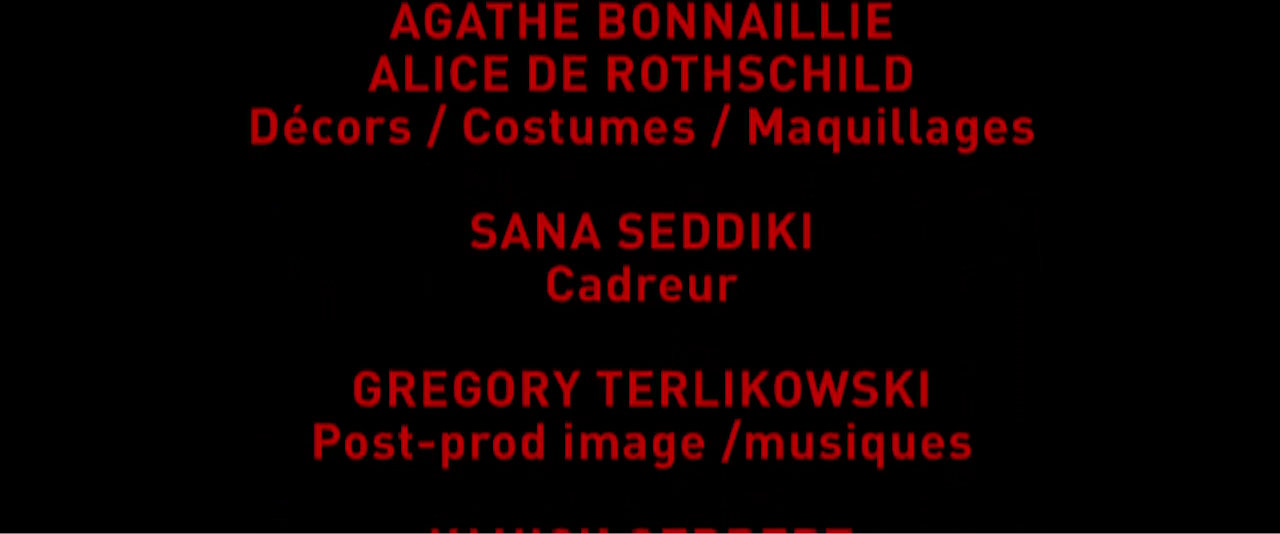 AGATHE BONNAILLIE
ALICE DE ROTHSCHILD
Décors / Costumes / Maquillages
SANA SEDDIKI
Cadreur
GREGORY TERLIKOWSKI
Post-prod image /musiques